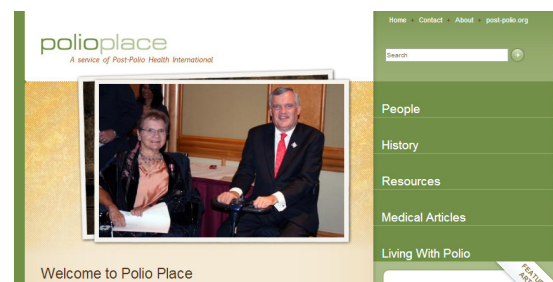 Home • Contact • About • post-polio.org
polioplace
A service of Post-Polio Health International
Search
People
History
Resources
Medical Articles
Living With Polio
Welcome to Polio Place